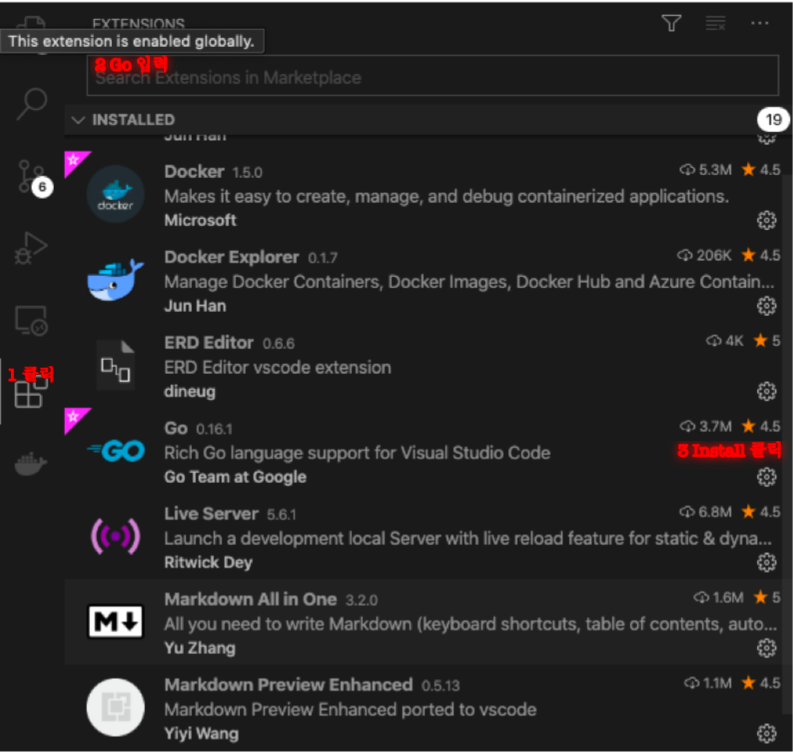 EXTENSIONS
This extension is enabled globally.
2 Go 입력
Search Extensions in Marketplace
INSTALLED
19
Jun Han
Docker 1.5.0 5.3M 4.5
Makes it easy to create, manage, and debug containerized applications.
docker
Microsoft
6
Docker Explorer 0.1.7 206K 4.5
Manage Docker Containers, Docker Images, Docker Hub and Azure Contain...
Jun Han
ERD Editor 0.6.6 4K 5
ERD Editor vscode extension
1 클릭
dineug
Go 0.16.1 3.7M 4.5
GO
Rich Go language support for Visual Studio Code
3 Install 클릭
Go Team at Google
Live Server 5.6.1 6.8M 4.5
Launch a development local Server with live reload feature for static & dyna...
Ritwick Dey
Markdown All in One 3.2.0 1.6M 5
M
All you need to write Markdown (keyboard shortcuts, table of contents, auto...
Yu Zhang
Markdown Preview Enhanced 0.5.13 1.1M 4.5
Markdown Preview Enhanced ported to vscode
Yiyi Wang